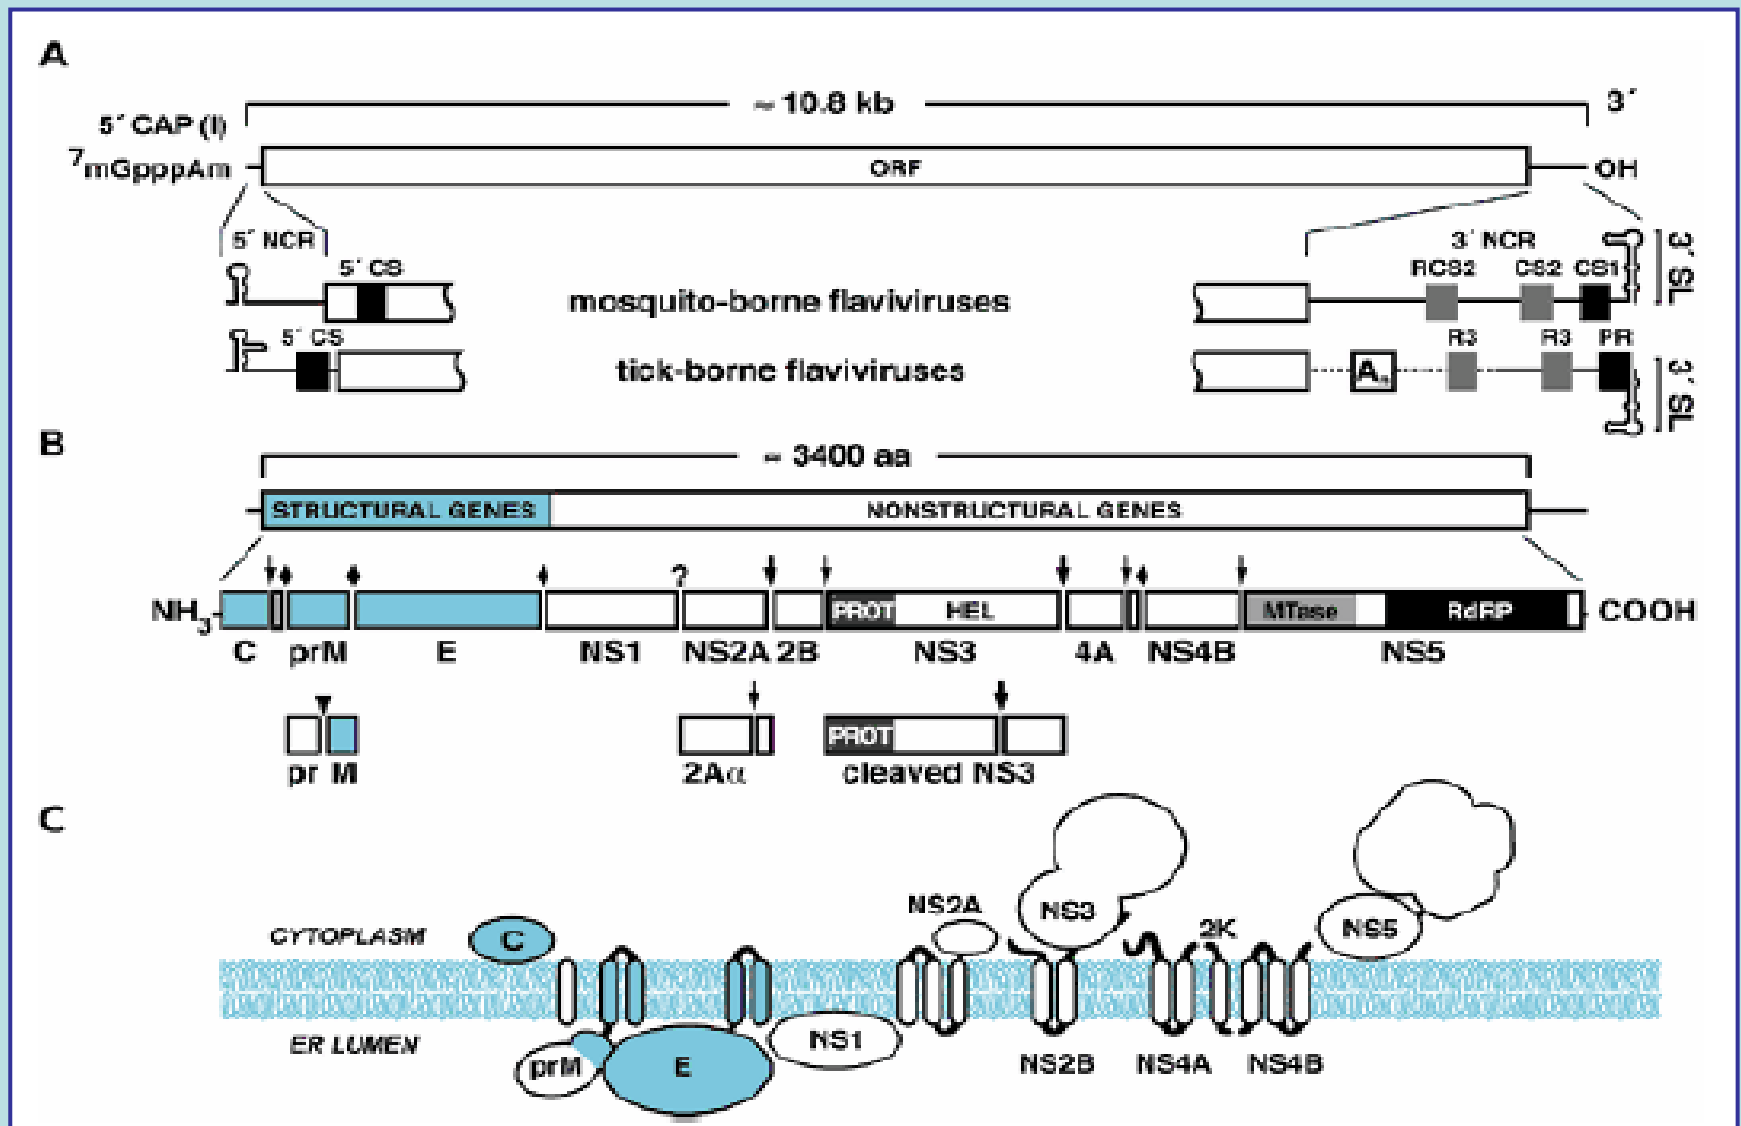 A
≈ 10.8 kb
3´
5´ CAP (I)
7mGpppAm
ORF
OH
5´ NCR
3´ NCR
3´ SL
5´ CS
RCS2 CS2 CS1
mosquito-borne flaviviruses
5´ CS
R3 R3 PR
tick-borne flaviviruses
An
3´ SL
B
≈ 3400 aa
STRUCTURAL GENES
NONSTRUCTURAL GENES
?
NH3
PROT
HEL
MTase
RdRP
COOH
C prM E NS1 NS2A 2B NS3 4A NS4B NS5
PROT
pr M
2Aα
cleaved NS3
C
NS2A
NS3
2K
NS5
CYTOPLASM
C
ER LUMEN
prM
E
NS1
NS2B NS4A NS4B